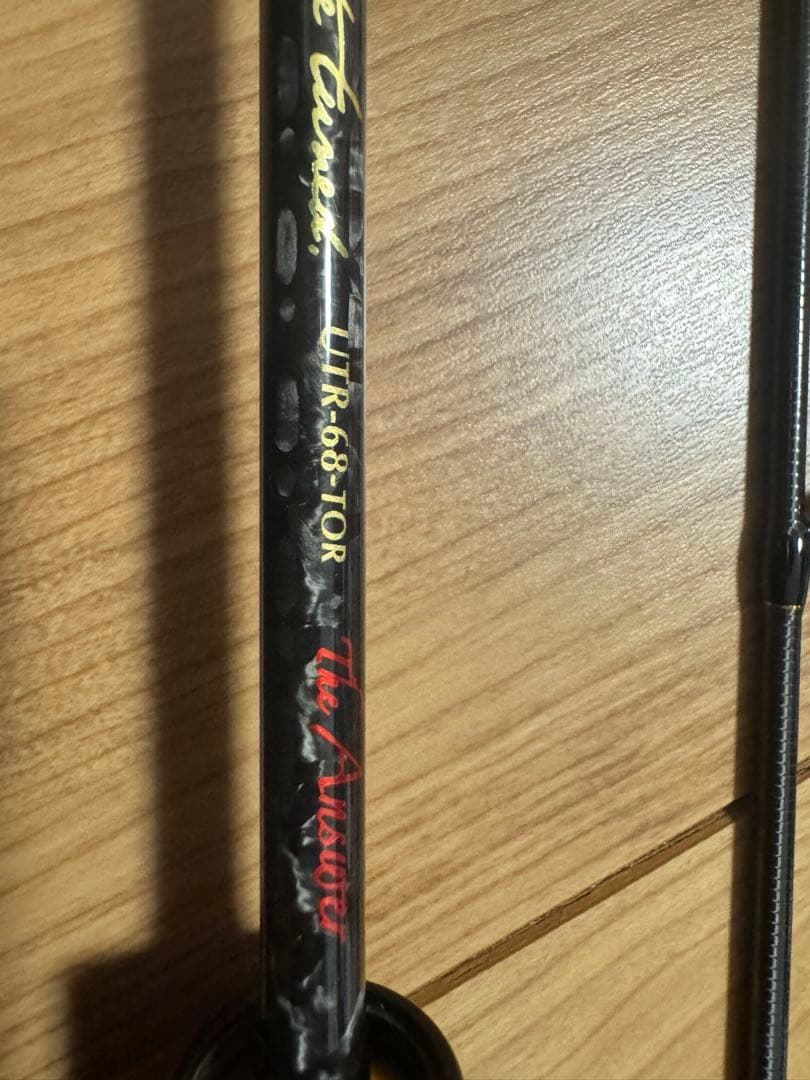 tuned.
UTR-68-TOR
The Answer